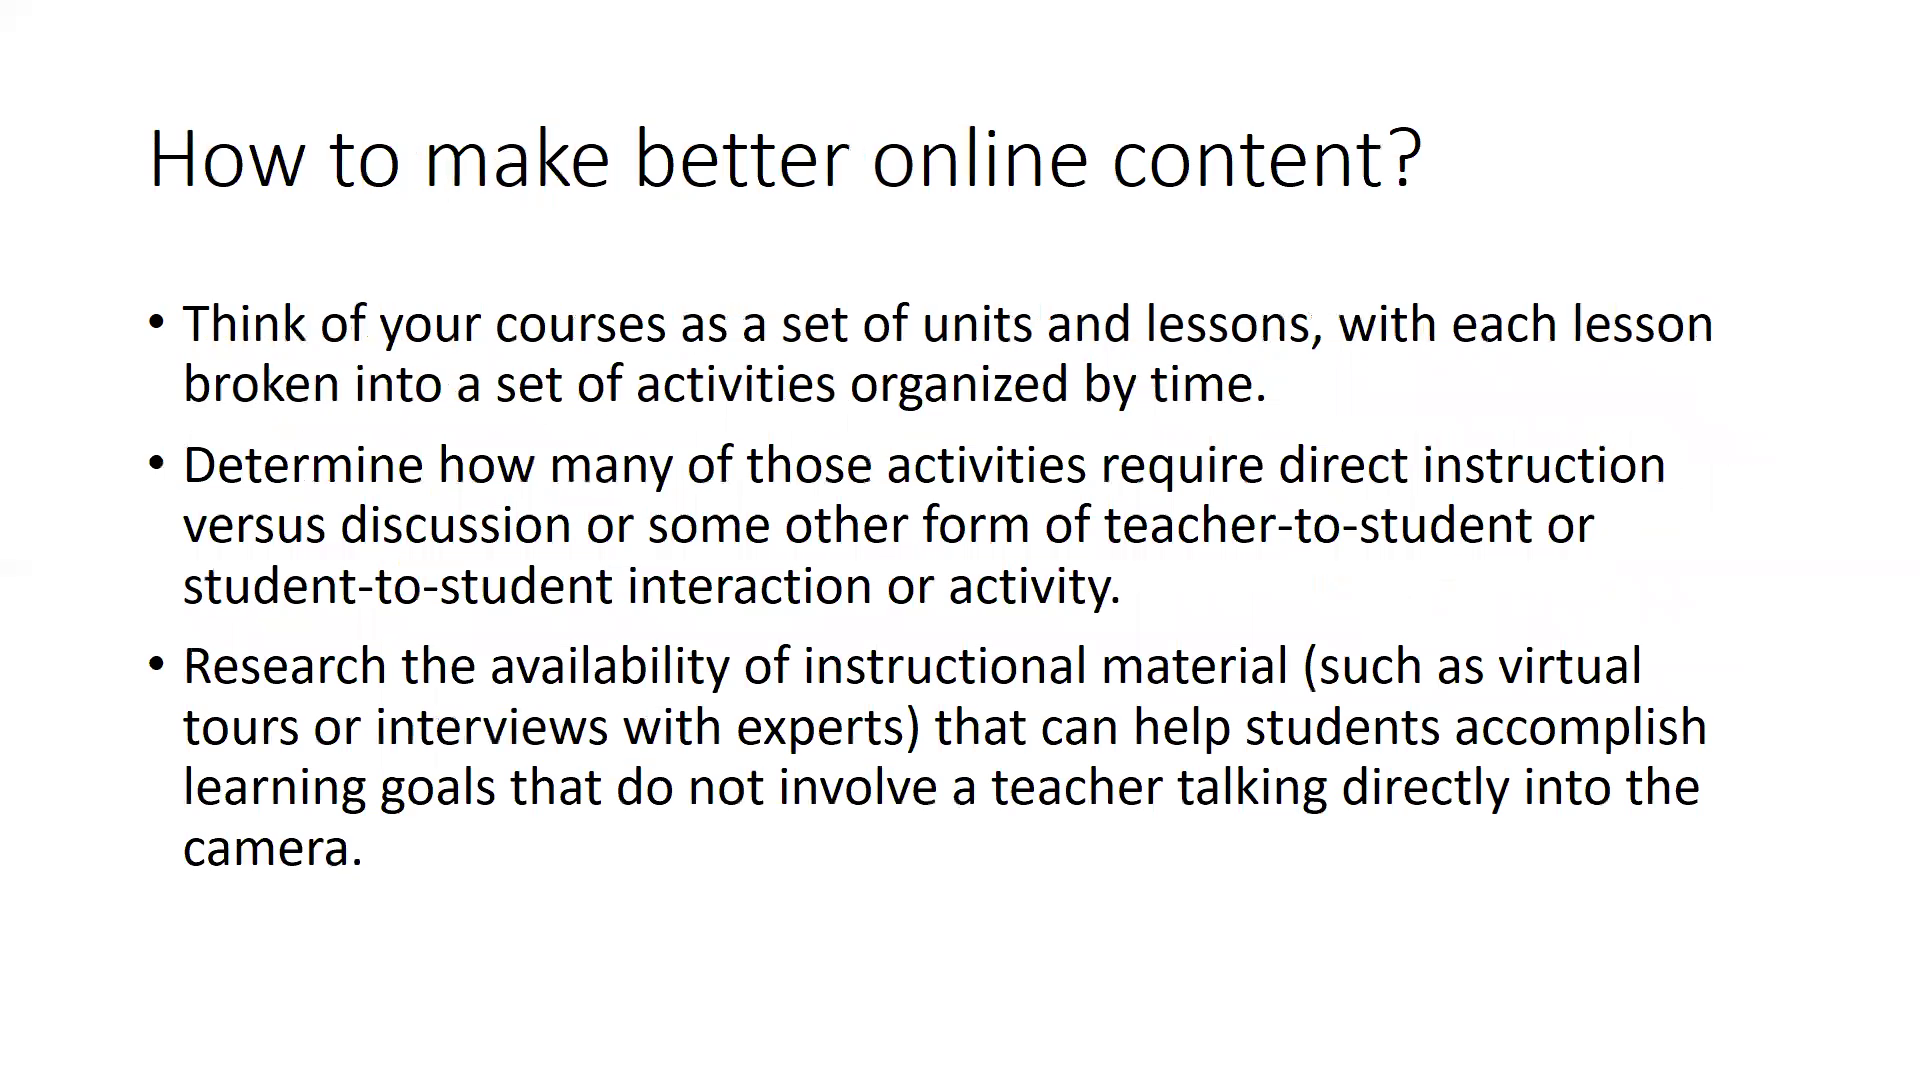 How to make better online content?
• Think of your courses as a set of units and lessons, with each lesson
broken into a set of activities organized by time.
• Determine how many of those activities require direct instruction
versus discussion or some other form of teacher-to-student or
student-to-student interaction or activity.
• Research the availability of instructional material (such as virtual
tours or interviews with experts) that can help students accomplish
learning goals that do not involve a teacher talking directly into the
camera.